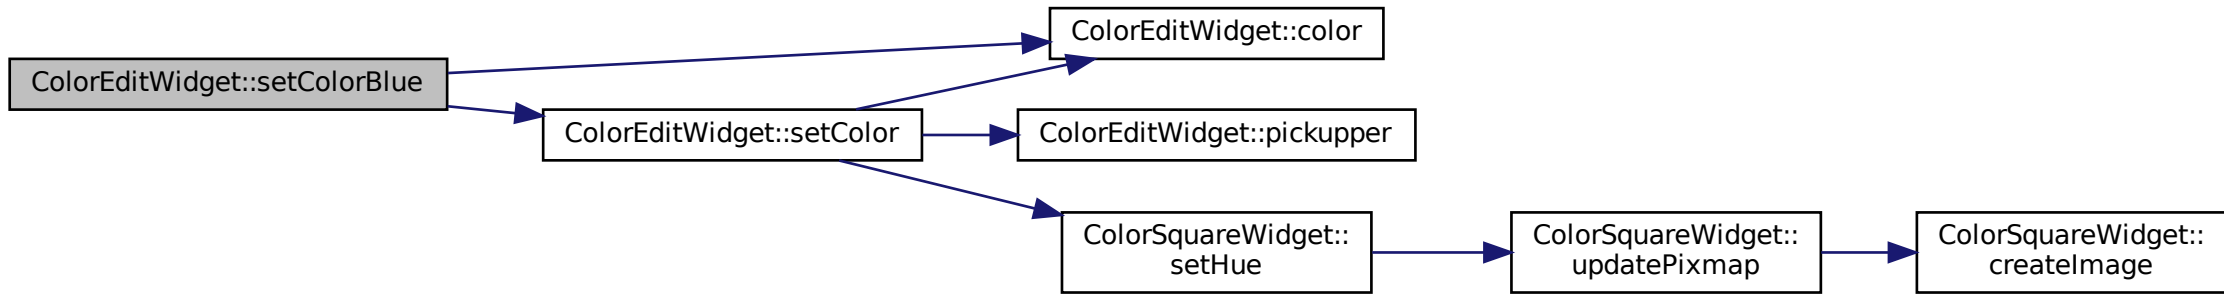 ColorEditWidget::setColorBlue
ColorEditWidget::color
ColorEditWidget::setColor
ColorEditWidget::pickupper
ColorSquareWidget::
setHue
ColorSquareWidget::
updatePixmap
ColorSquareWidget::
createImage